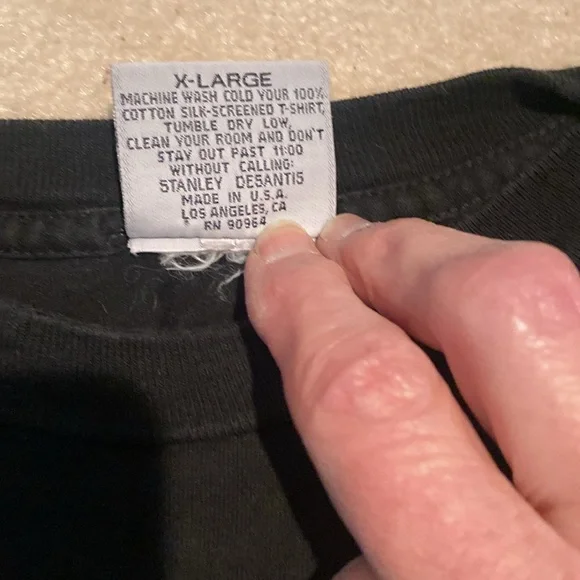 X-LARGE
MACHINE WASH COLD YOUR 100%
COTTON SILK-SCREENED T-SHIRT,
TUMBLE DRY LOW,
CLEAN YOUR ROOM AND DON'T
STAY OUT PAST 11:00
WITHOUT CALLING:
STANLEY DESANTIS
MADE IN U.S.A.
LOS ANGELES, CA
RN 90964